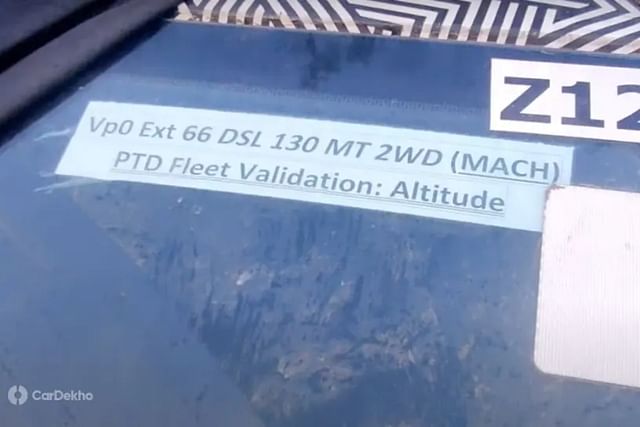 Z12
Vp0 Ext 66 DSL 130 MT 2WD (MACH)
PTD Fleet Validation: Altitude
CarDekho